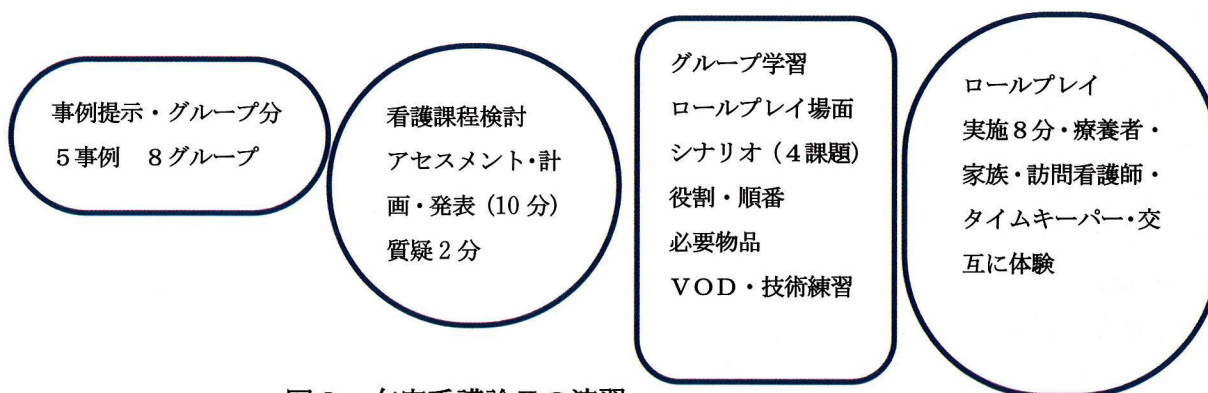 事例提示・グループ分
5事例　8グループ
看護課程検討
アセスメント・計
画・発表（10分）
質疑2分
グループ学習
ロールプレイ場面
シナリオ（4課題）
役割・順番
必要物品
VOD・技術練習
ロールプレイ
実施8分・療養者・
家族・訪問看護師・
タイムキーパー・交
互に体験